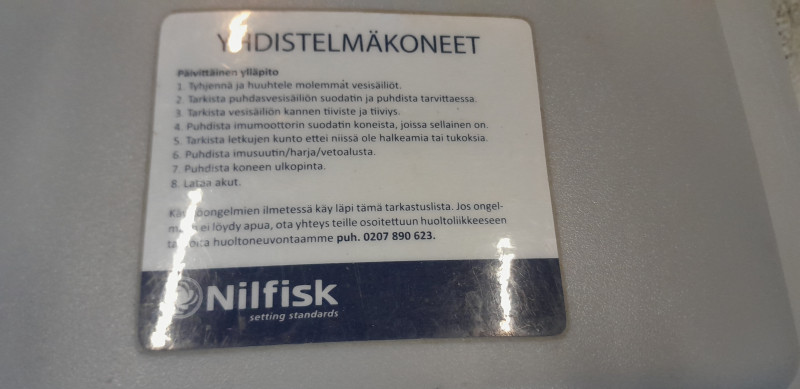 YHDISTELMÄKONEET
Päivittäinen ylläpito
1. Tyhjennä ja huuhtele molemmat vesisäiliöt.
2. Tarkista puhdasvesisäiliön suodatin ja puhdista tarvittaessa.
3. Tarkista vesisäiliön kannen tiiviste ja tiiviys.
4. Puhdista imumoottorin suodatin koneista, joissa sellainen on.
5. Tarkista letkujen kunto ettei niissä ole halkeamia tai tukoksia.
6. Puhdista imusuutin/harja/vetoalusta.
7. Puhdista koneen ulkopinta.
8. Lataa akut.
Käyttöongelmien ilmetessä käy läpi tämä tarkastuslista. Jos ongel-
maan ei löydy apua, ota yhteys teille osoitettuun huoltoliikkeeseen
tai soita huoltoneuvontaamme puh. 0207 890 623.
Nilfisk
setting standards